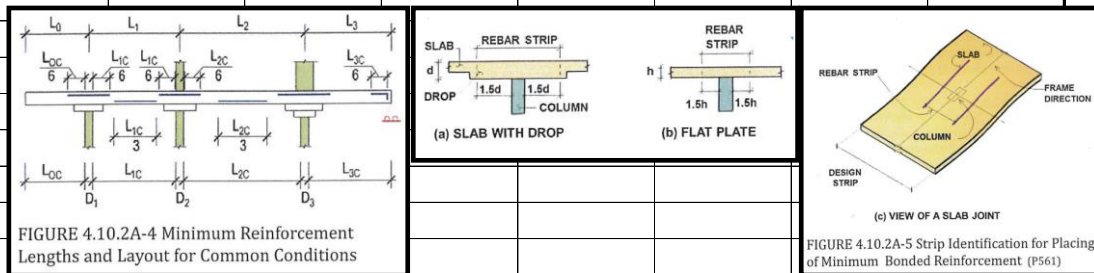 L0 L1 L2 L3
LOC L1C L1C L2C L3C
6 6 6 6 6
L1C L2C
3 3
LOC L1C L2C L3C
D1 D2 D3
FIGURE 4.10.2A-4 Minimum Reinforcement
Lengths and Layout for Common Conditions
SLAB
REBAR STRIP
d
1.5d 1.5d
DROP
COLUMN
(a) SLAB WITH DROP
REBAR
STRIP
h
1.5h 1.5h
(b) FLAT PLATE
SLAB
REBAR STRIP
FRAME
DIRECTION
COLUMN
DESIGN
STRIP
(c) VIEW OF A SLAB JOINT
FIGURE 4.10.2A-5 Strip Identification for Placing
of Minimum Bonded Reinforcement (P561)